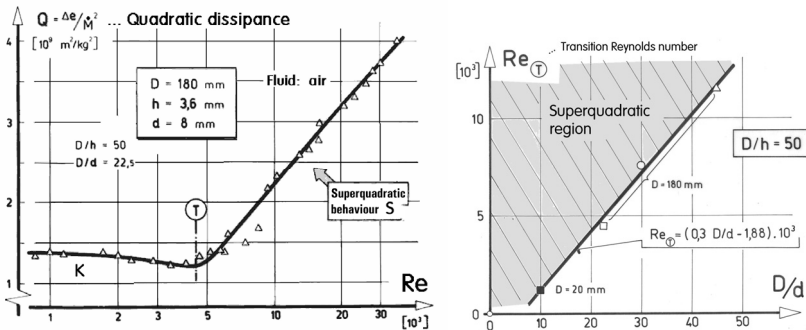 Q = Δe/Ṁ² ... Quadratic dissipance
[10⁹ m²/kg²]
4
3
2
1
D = 180 mm
h = 3,6 mm
d = 8 mm
Fluid: air
D/h = 50
D/d = 22,5
T
Superquadratic
behaviour S
K
Re
1 2 3 5 10 20 30
[10³]
Re T Transition Reynolds number
[10³]
10
5
0
Superquadratic
region
D/h = 50
D = 180 mm
Re T = (0,3 D/d - 1,88) . 10³
D = 20 mm
D/d
0 10 20 30 40 50